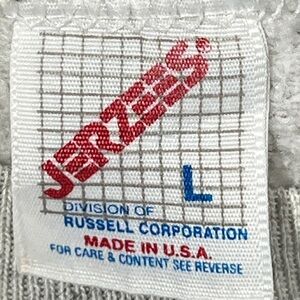 JERZEES®
L
DIVISION OF
RUSSELL CORPORATION
MADE IN U.S.A.
FOR CARE & CONTENT SEE REVERSE